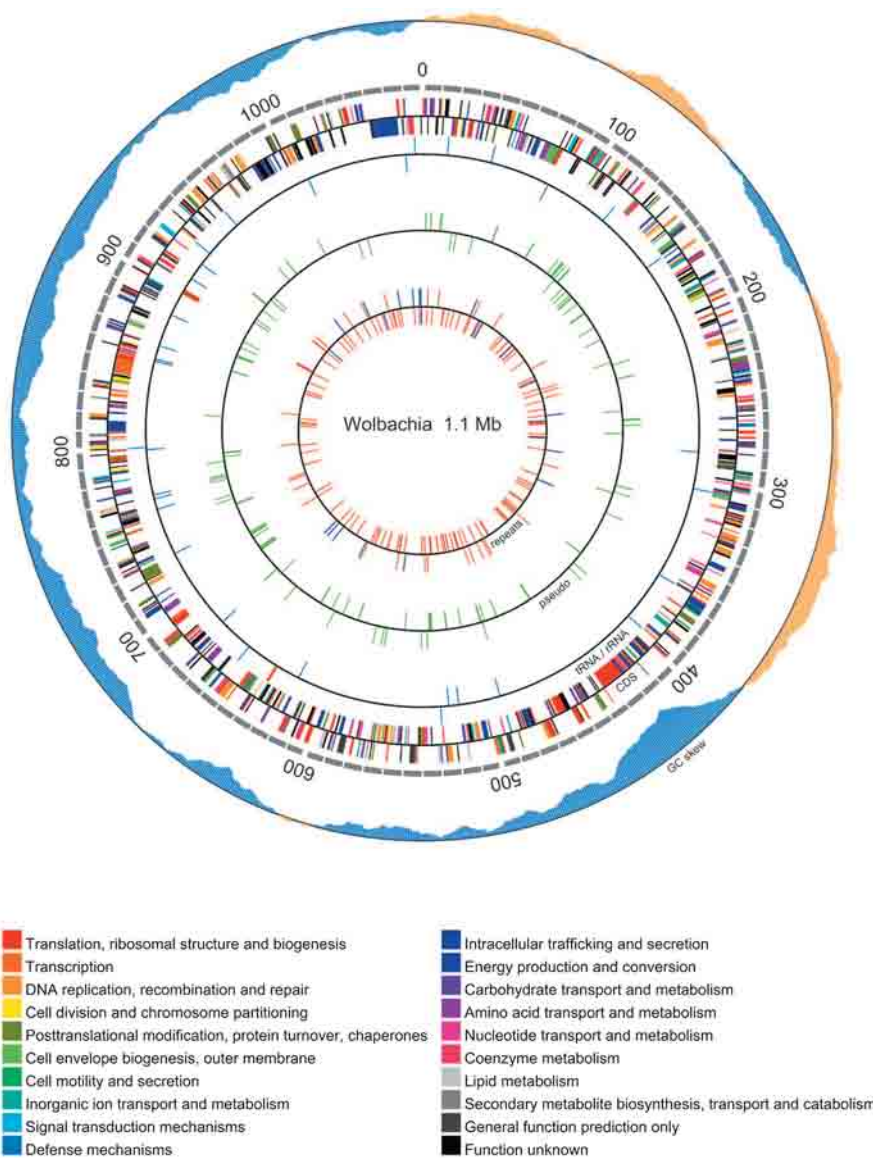 0
100
200
300
400
500
600
700
800
900
1000
Wolbachia 1.1 Mb
repeats
pseudo
tRNA / rRNA
CDS
GC skew
Translation, ribosomal structure and biogenesis
Transcription
DNA replication, recombination and repair
Cell division and chromosome partitioning
Posttranslational modification, protein turnover, chaperones
Cell envelope biogenesis, outer membrane
Cell motility and secretion
Inorganic ion transport and metabolism
Signal transduction mechanisms
Defense mechanisms
Intracellular trafficking and secretion
Energy production and conversion
Carbohydrate transport and metabolism
Amino acid transport and metabolism
Nucleotide transport and metabolism
Coenzyme metabolism
Lipid metabolism
Secondary metabolite biosynthesis, transport and catabolism
General function prediction only
Function unknown